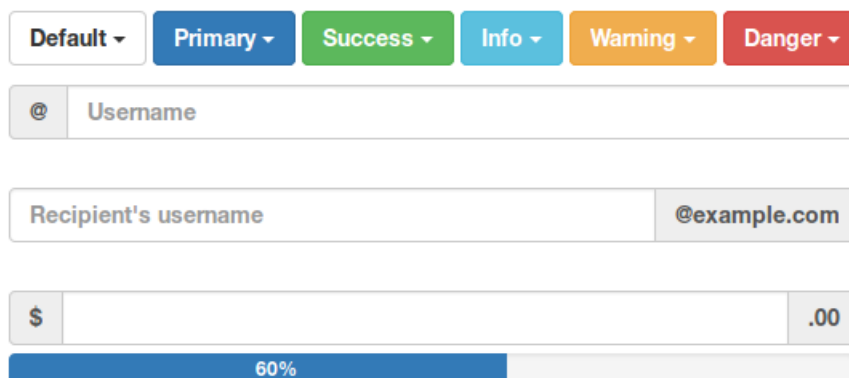 Default Primary Success Info Warning Danger
@ Username
Recipient's username @example.com
$ .00
60%